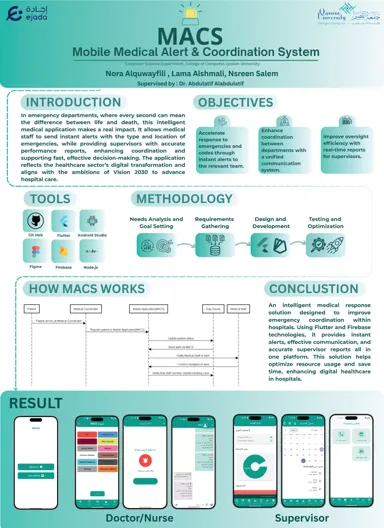 إجادة
ejada
MACS
Mobile Medical Alert & Coordination System
Computer Science Department, College of Computer, Qassim University
Nora Alquwayfili , Lama Alshmali, Nsreen Salem
Supervised by : Dr. Abdulatif Alabdulatif
INTRODUCTION
In emergency departments, where every second can mean
the difference between life and death, this intelligent
medical application makes a real impact. It allows medical
staff to send instant alerts with the type and location of
emergencies, while providing supervisors with accurate
performance reports, enhancing coordination and
supporting fast, effective decision-making. The application
reflects the healthcare sector's digital transformation and
aligns with the ambitions of Vision 2030 to advance
hospital care.
OBJECTIVES
Accelerate
response to
emergencies and
codes through
instant alerts to
the relevant team.
Enhance
coordination
between
departments with
a unified
communication
system.
Improve oversight
efficiency with
real-time reports
for supervisors.
TOOLS
Git Hub
Flutter
Android Studio
Figma
Firebase
Node.js
METHODOLOGY
Needs Analysis and
Goal Setting
Requirements
Gathering
Design and
Development
Testing and
Optimization
HOW MACS WORKS
CONCLUSTION
An intelligent medical response
solution designed to improve
emergency coordination within
hospitals. Using Flutter and Firebase
technologies, it provides instant
alerts, effective communication, and
accurate supervisor reports all in
one platform. This solution helps
optimize resource usage and save
time, enhancing digital healthcare
in hospitals.
RESULT
Doctor/Nurse
Supervisor